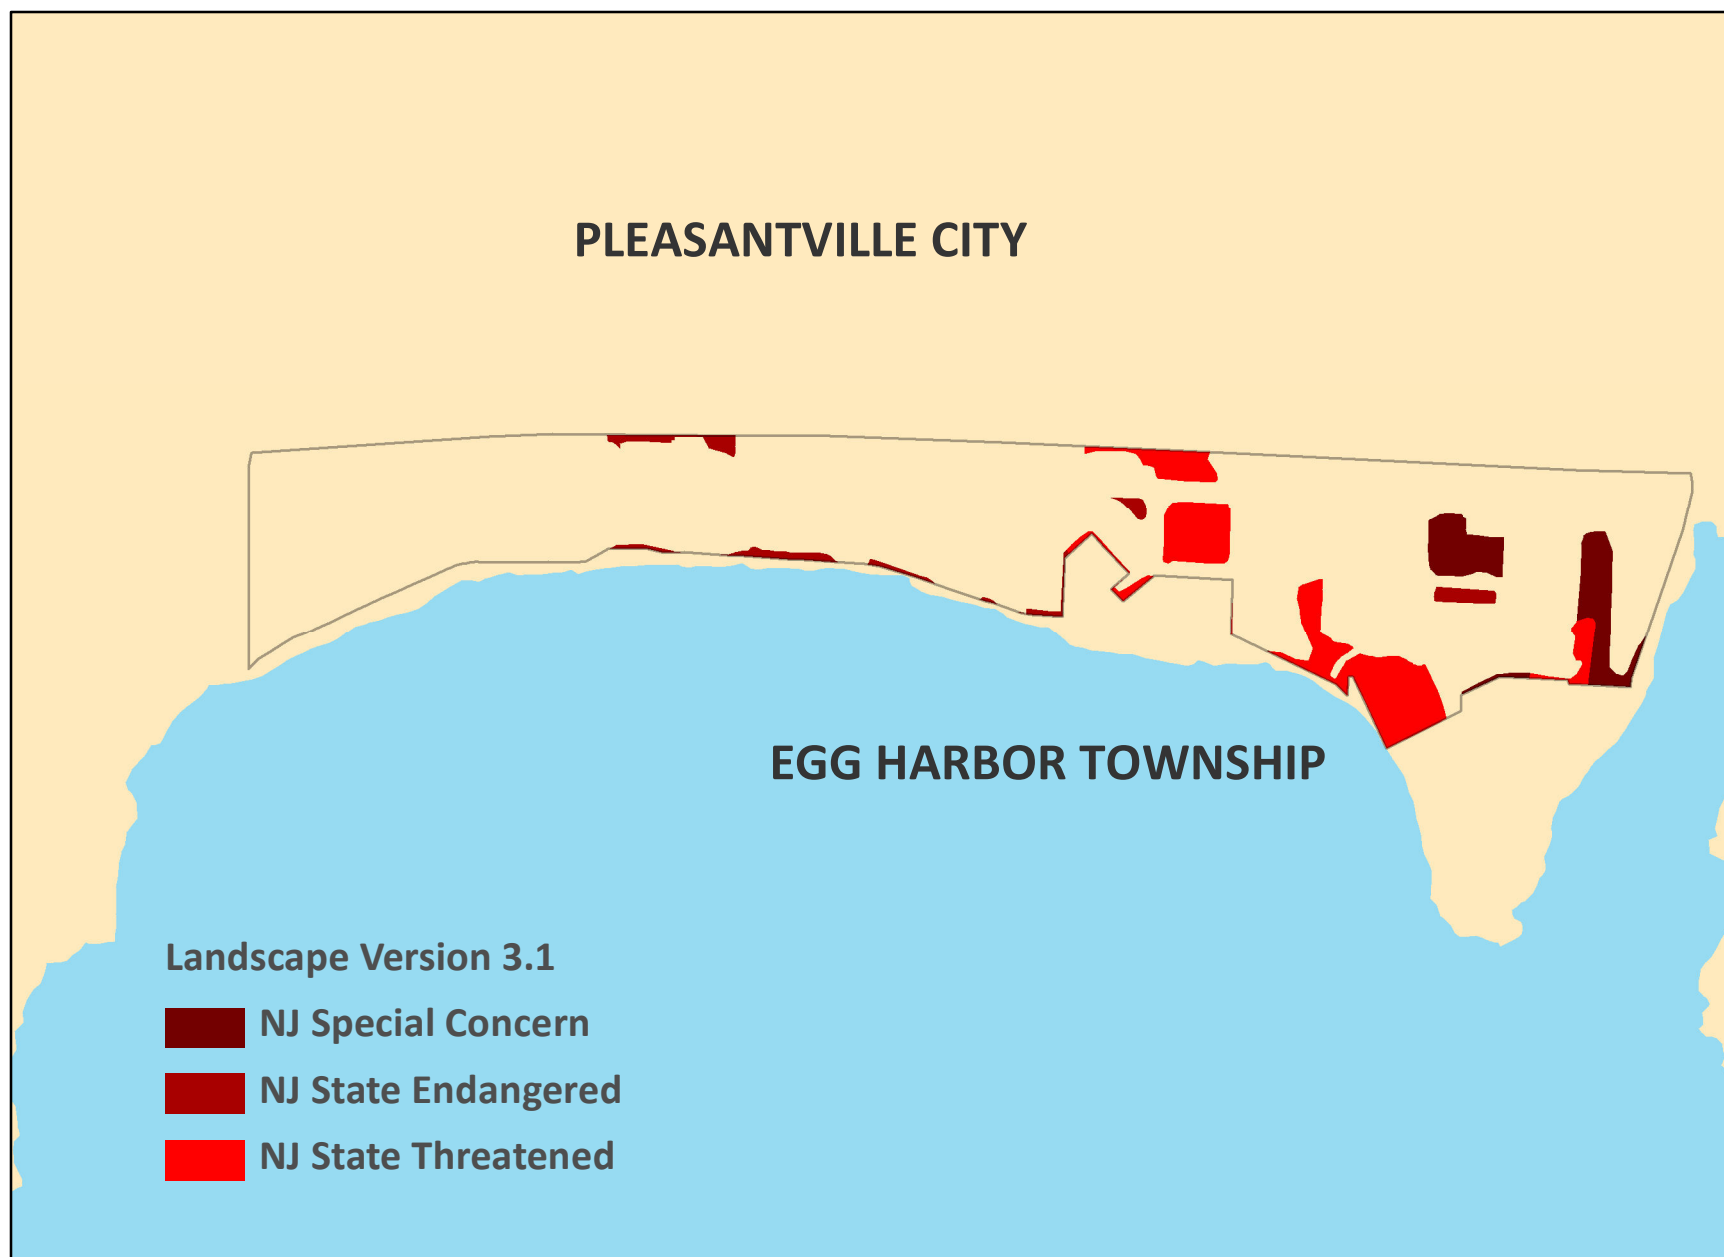 PLEASANTVILLE CITY
EGG HARBOR TOWNSHIP
Landscape Version 3.1
NJ Special Concern
NJ State Endangered
NJ State Threatened